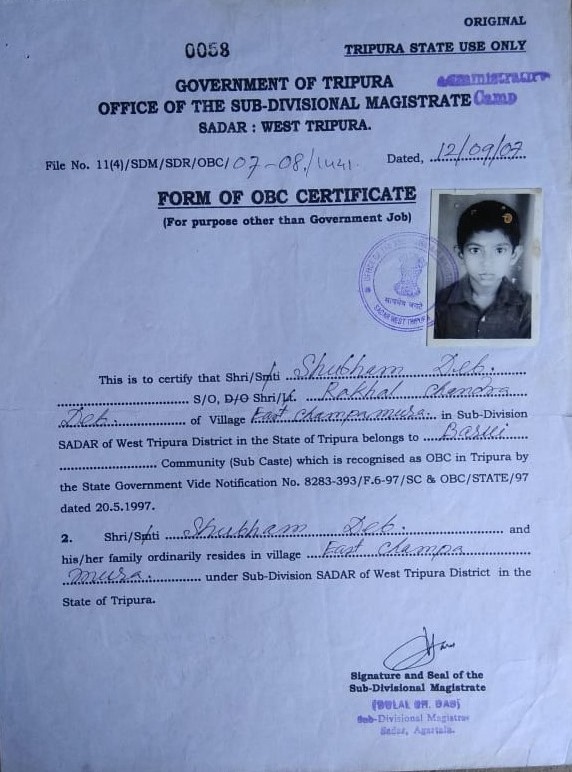 ORIGINAL
0058
TRIPURA STATE USE ONLY
GOVERNMENT OF TRIPURA Administrative
OFFICE OF THE SUB-DIVISIONAL MAGISTRATE Camp
SADAR : WEST TRIPURA.
File No. 11(4)/SDM/SDR/OBC/07-08/1441. Dated, 12/09/07
FORM OF OBC CERTIFICATE
(For purpose other than Government Job)
सत्यमेव जयते
SADAR WEST TRIPURA
This is to certify that Shri/Smti Shubham Deb.
S/O, D/O Shri/Lt. Rakhal Chandra
Deb. of Village East Champamura. in Sub-Division
SADAR of West Tripura District in the State of Tripura belongs to Barui
Community (Sub Caste) which is recognised as OBC in Tripura by
the State Government Vide Notification No. 8283-393/F.6-97/SC & OBC/STATE/97
dated 20.5.1997.
2. Shri/Smti Shubham Deb. and
his/her family ordinarily resides in village East Champa
mura. under Sub-Division SADAR of West Tripura District in the
State of Tripura.
Signature and Seal of the
Sub-Divisional Magistrate
(DULAL CH. DAS)
Sub-Divisional Magistrate
Sadar, Agartala.